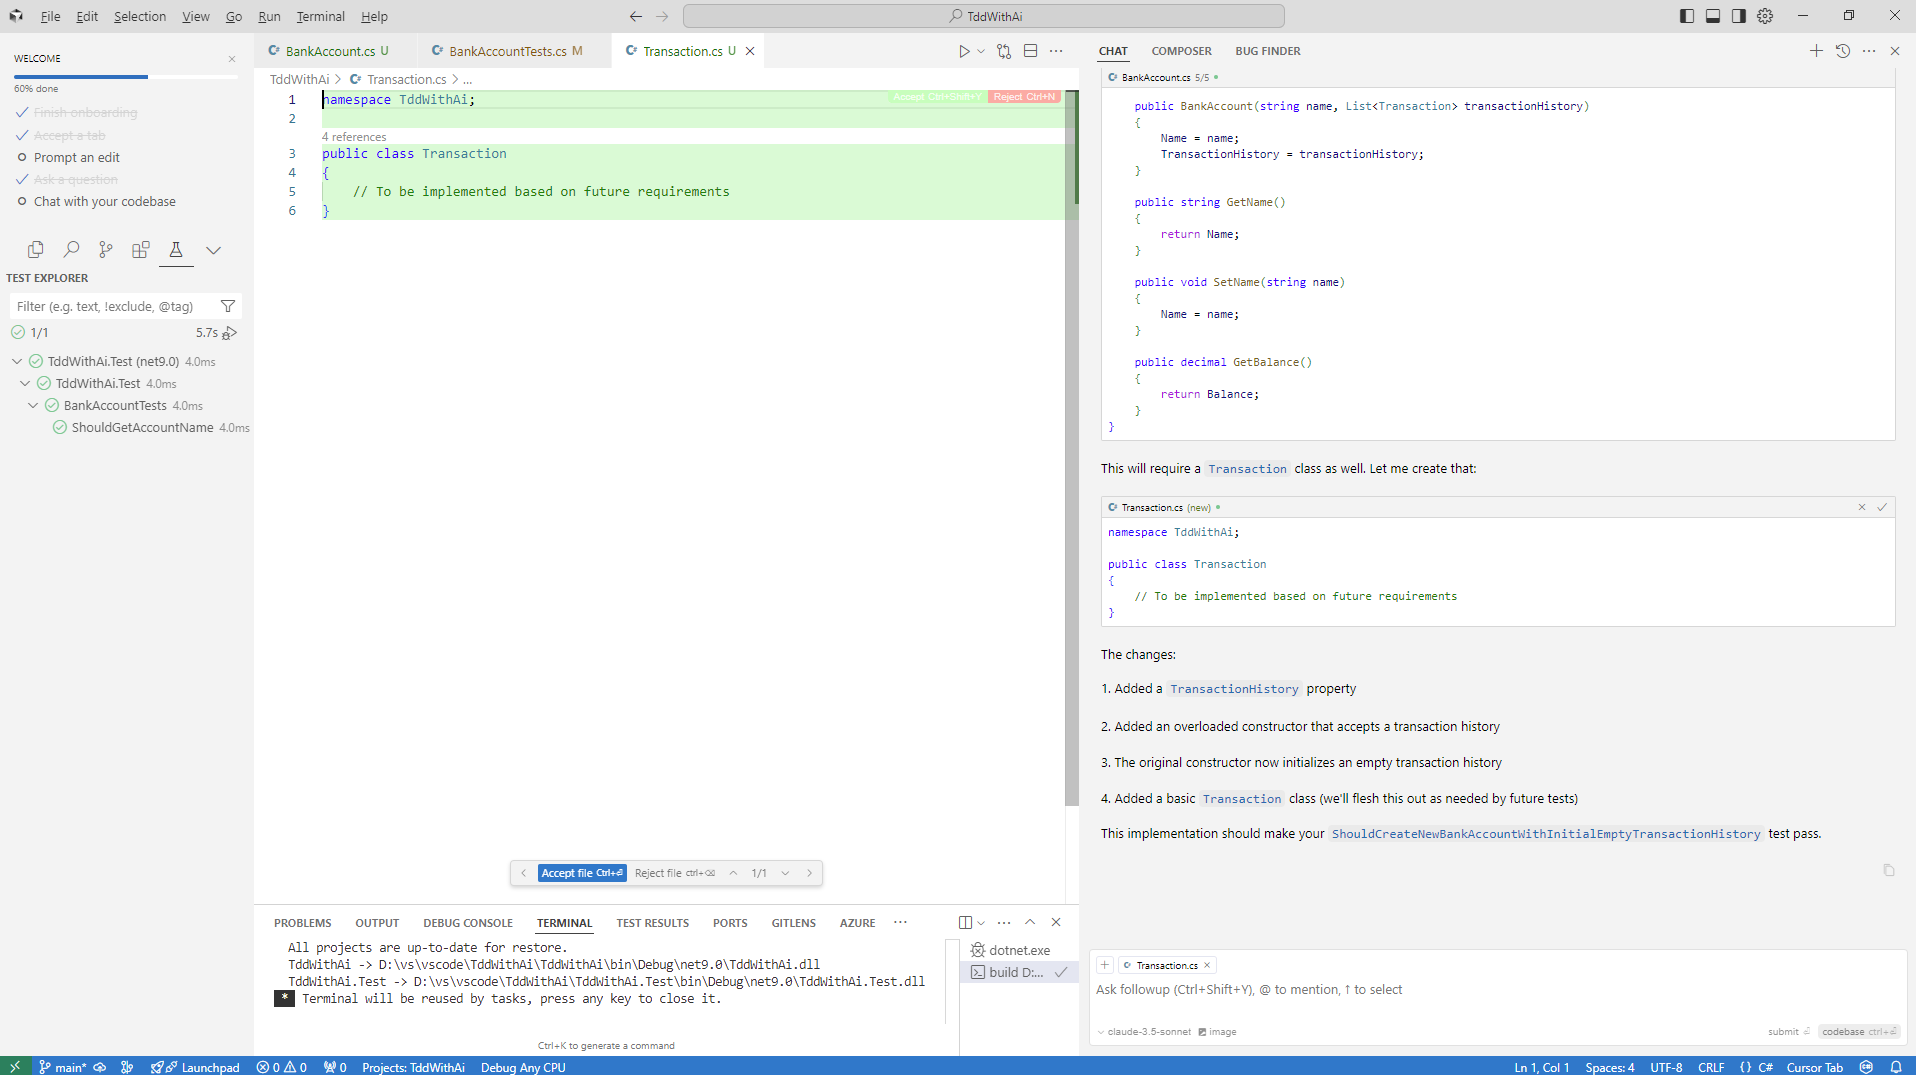 File Edit Selection View Go Run Terminal Help
TddWithAi
WELCOME
60% done
Finish onboarding
Accept a tab
Prompt an edit
Ask a question
Chat with your codebase
TEST EXPLORER
Filter (e.g. text, !exclude, @tag)
1/1 5.7s
TddWithAi.Test (net9.0) 4.0ms
TddWithAi.Test 4.0ms
BankAccountTests 4.0ms
ShouldGetAccountName 4.0ms
BankAccount.cs U BankAccountTests.cs M Transaction.cs U
TddWithAi > Transaction.cs > ...
Accept Ctrl+Shift+Y Reject Ctrl+N
1 namespace TddWithAi;
2
4 references
3 public class Transaction
4 {
5 // To be implemented based on future requirements
6 }
Accept file Ctrl+⏎ Reject file ctrl+⌫ 1/1
PROBLEMS OUTPUT DEBUG CONSOLE TERMINAL TEST RESULTS PORTS GITLENS AZURE ...
All projects are up-to-date for restore.
TddWithAi -> D:\vs\vscode\TddWithAi\TddWithAi\bin\Debug\net9.0\TddWithAi.dll
TddWithAi.Test -> D:\vs\vscode\TddWithAi\TddWithAi.Test\bin\Debug\net9.0\TddWithAi.Test.dll
* Terminal will be reused by tasks, press any key to close it.
Ctrl+K to generate a command
dotnet.exe
build D:...
CHAT COMPOSER BUG FINDER
BankAccount.cs 5/5
public BankAccount(string name, List<Transaction> transactionHistory)
{
Name = name;
TransactionHistory = transactionHistory;
}
public string GetName()
{
return Name;
}
public void SetName(string name)
{
Name = name;
}
public decimal GetBalance()
{
return Balance;
}
}
This will require a Transaction class as well. Let me create that:
Transaction.cs (new)
namespace TddWithAi;
public class Transaction
{
// To be implemented based on future requirements
}
The changes:
1. Added a TransactionHistory property
2. Added an overloaded constructor that accepts a transaction history
3. The original constructor now initializes an empty transaction history
4. Added a basic Transaction class (we'll flesh this out as needed by future tests)
This implementation should make your ShouldCreateNewBankAccountWithInitialEmptyTransactionHistory test pass.
+ Transaction.cs ×
Ask followup (Ctrl+Shift+Y), @ to mention, ↑ to select
claude-3.5-sonnet image submit ⏎ codebase ctrl+⏎
main* Launchpad 0 0 0 Projects: TddWithAi Debug Any CPU Ln 1, Col 1 Spaces: 4 UTF-8 CRLF {} C# Cursor Tab